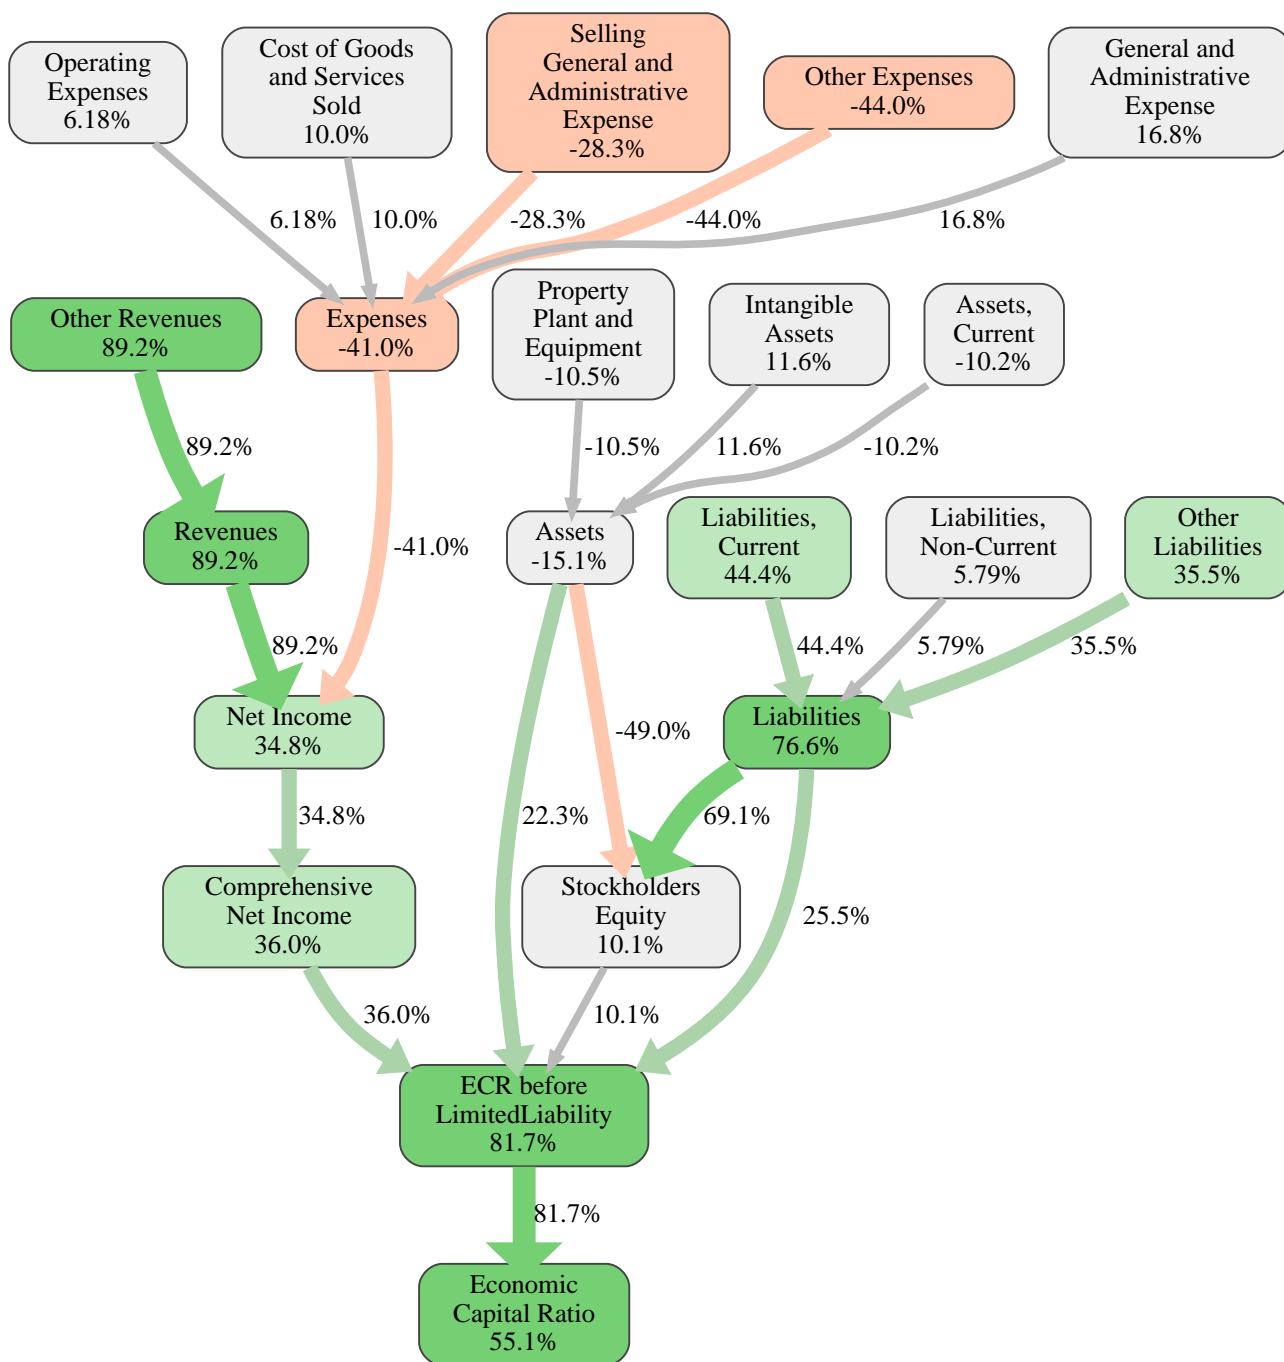 Operating
Expenses
6.18%
Cost of Goods
and Services
Sold
10.0%
Selling
General and
Administrative
Expense
-28.3%
Other Expenses
-44.0%
General and
Administrative
Expense
16.8%
6.18%
10.0%
-28.3%
-44.0%
16.8%
Other Revenues
89.2%
Expenses
-41.0%
Property
Plant and
Equipment
-10.5%
Intangible
Assets
11.6%
Assets,
Current
-10.2%
89.2%
-10.5%
11.6%
-10.2%
Revenues
89.2%
-41.0%
Assets
-15.1%
Liabilities,
Current
44.4%
Liabilities,
Non-Current
5.79%
Other
Liabilities
35.5%
89.2%
44.4%
5.79%
35.5%
Net Income
34.8%
-49.0%
Liabilities
76.6%
34.8%
22.3%
69.1%
Comprehensive
Net Income
36.0%
Stockholders
Equity
10.1%
25.5%
36.0%
10.1%
ECR before
LimitedLiability
81.7%
81.7%
Economic
Capital Ratio
55.1%